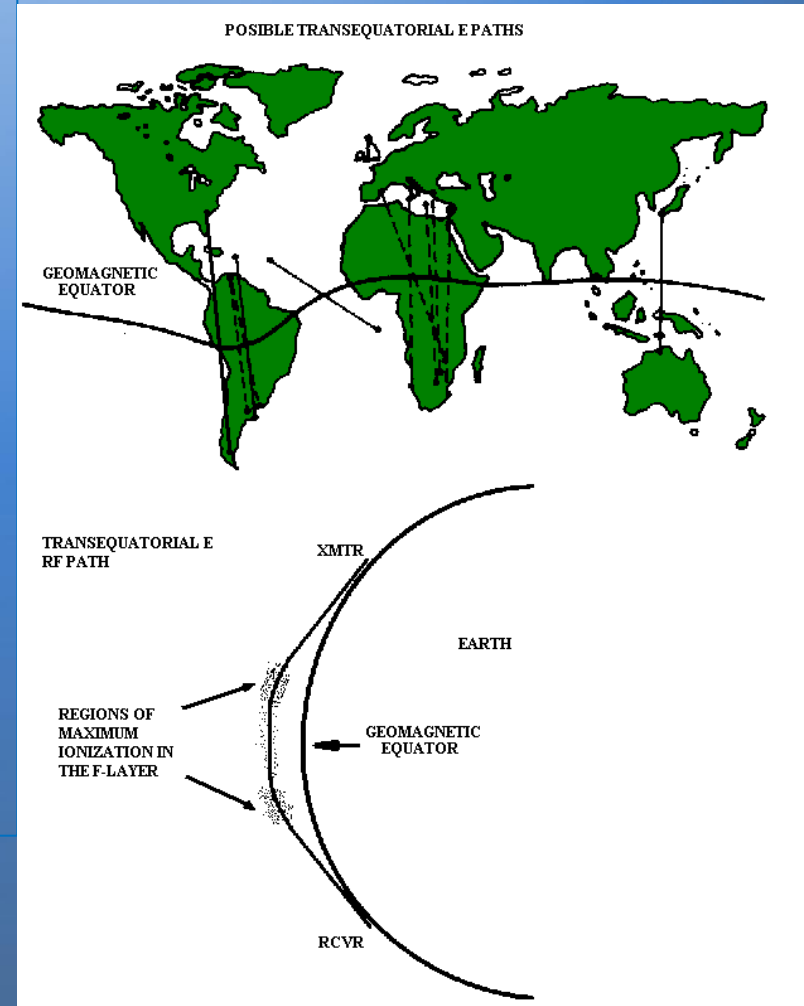 POSIBLE TRANSEQUATORIAL E PATHS
GEOMAGNETIC
EQUATOR
TRANSEQUATORIAL E
RF PATH
XMTR
EARTH
REGIONS OF
MAXIMUM
IONIZATION IN
THE F-LAYER
GEOMAGNETIC
EQUATOR
RCVR